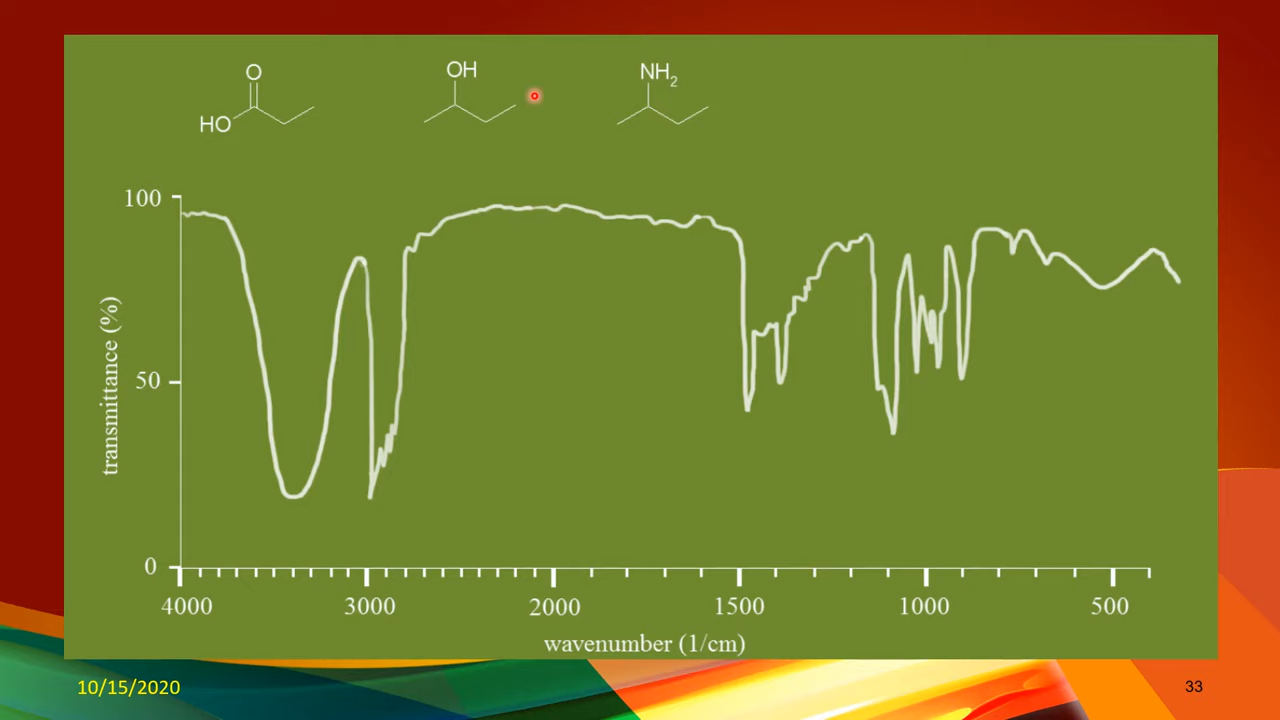 O
HO
OH
NH2
100
50
0
transmittance (%)
4000 3000 2000 1500 1000 500
wavenumber (1/cm)
10/15/2020
33